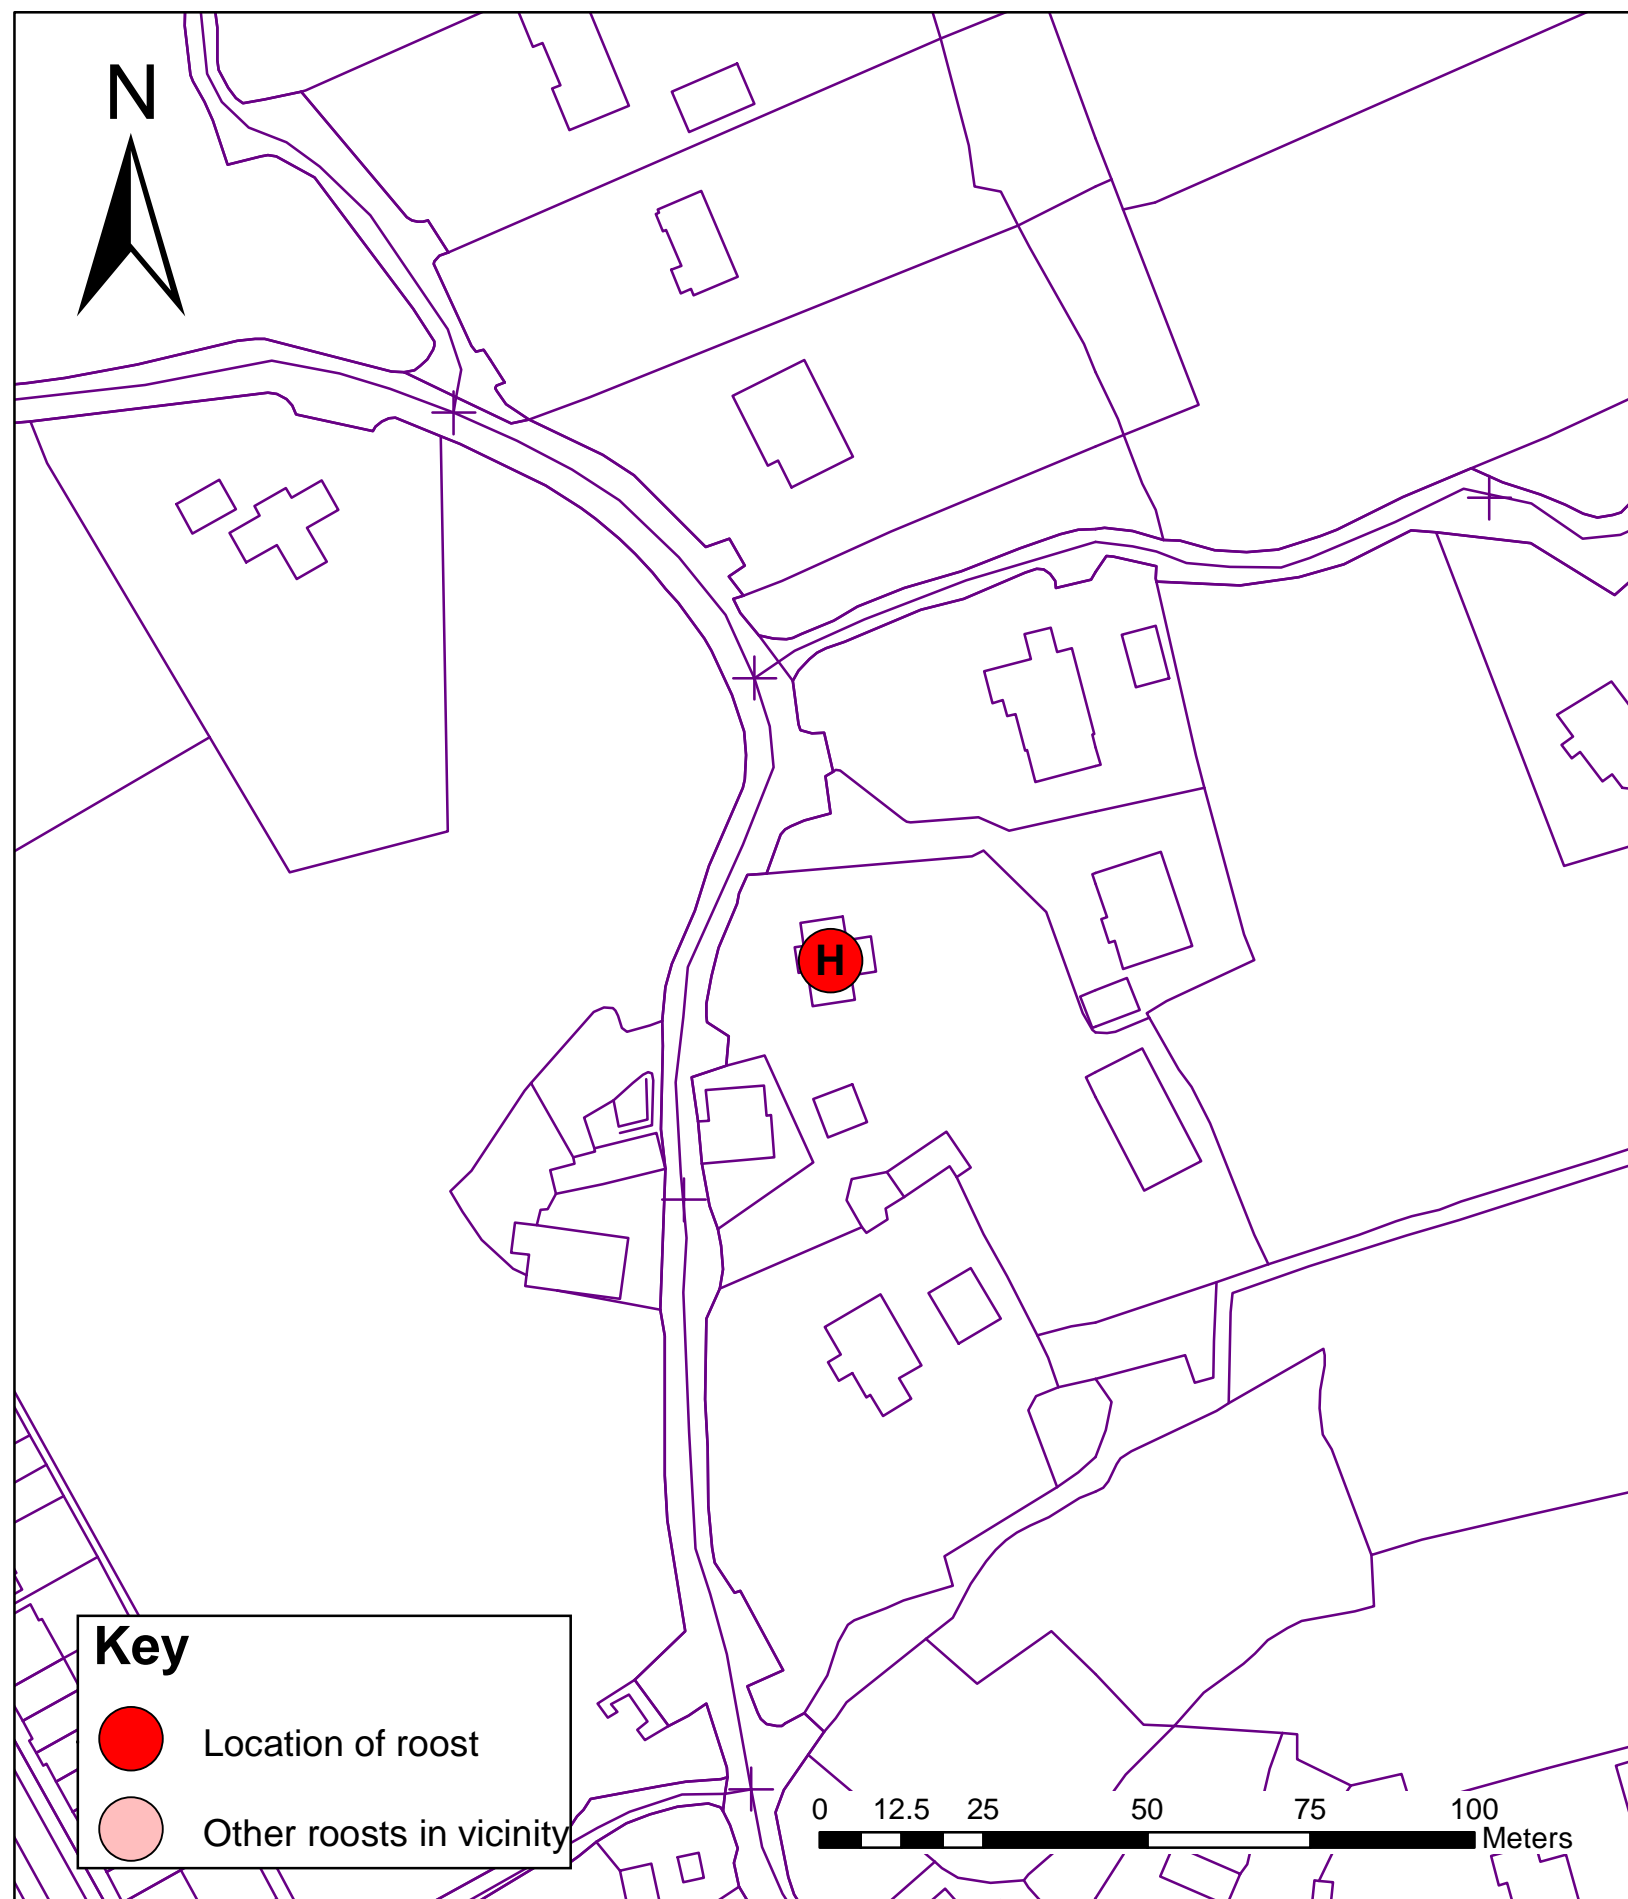 N
H
Key
Location of roost
Other roosts in vicinity
0 12.5 25 50 75 100
Meters